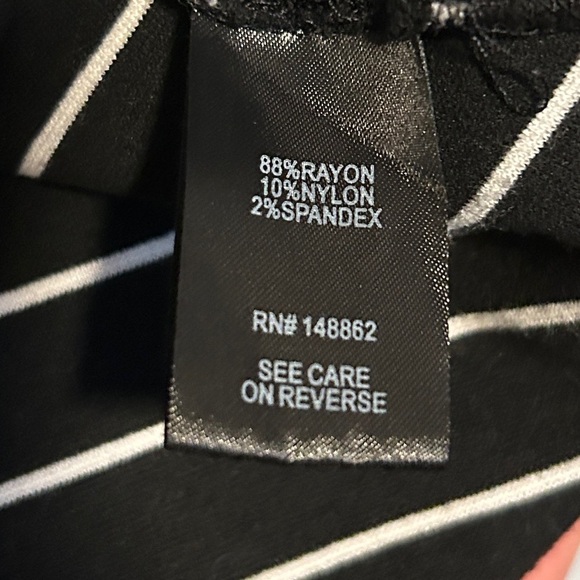 88%RAYON
10%NYLON
2%SPANDEX
RN# 148862
SEE CARE
ON REVERSE